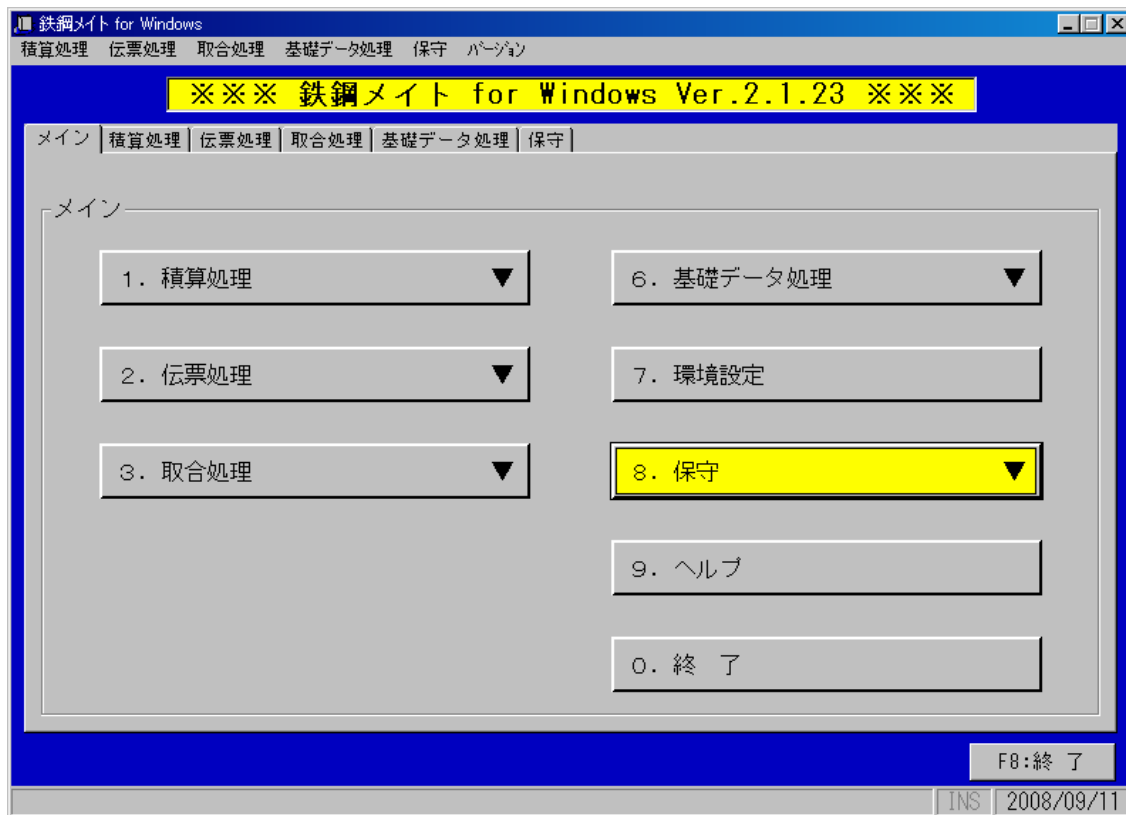 鉄鋼メイト for Windows
積算処理 伝票処理 取合処理 基礎データ処理 保守 バージョン
※※※ 鉄鋼メイト for Windows Ver.2.1.23 ※※※
メイン 積算処理 伝票処理 取合処理 基礎データ処理 保守
メイン
1. 積算処理 ▼
2. 伝票処理 ▼
3. 取合処理 ▼
6. 基礎データ処理 ▼
7. 環境設定
8. 保守 ▼
9. ヘルプ
0. 終 了
F8:終 了
INS 2008/09/11